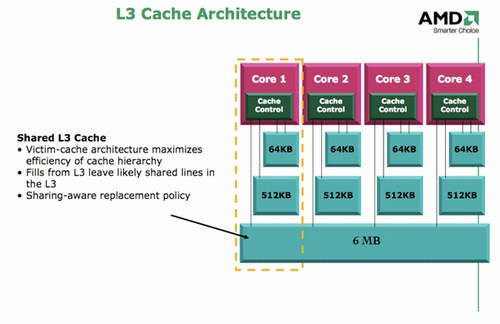 L3 Cache Architecture
AMD
Smarter Choice
Core 1
Core 2
Core 3
Core 4
Cache
Control
Cache
Control
Cache
Control
Cache
Control
Shared L3 Cache
• Victim-cache architecture maximizes
efficiency of cache hierarchy
• Fills from L3 leave likely shared lines in
the L3
• Sharing-aware replacement policy
64KB
64KB
64KB
64KB
512KB
512KB
512KB
512KB
6 MB